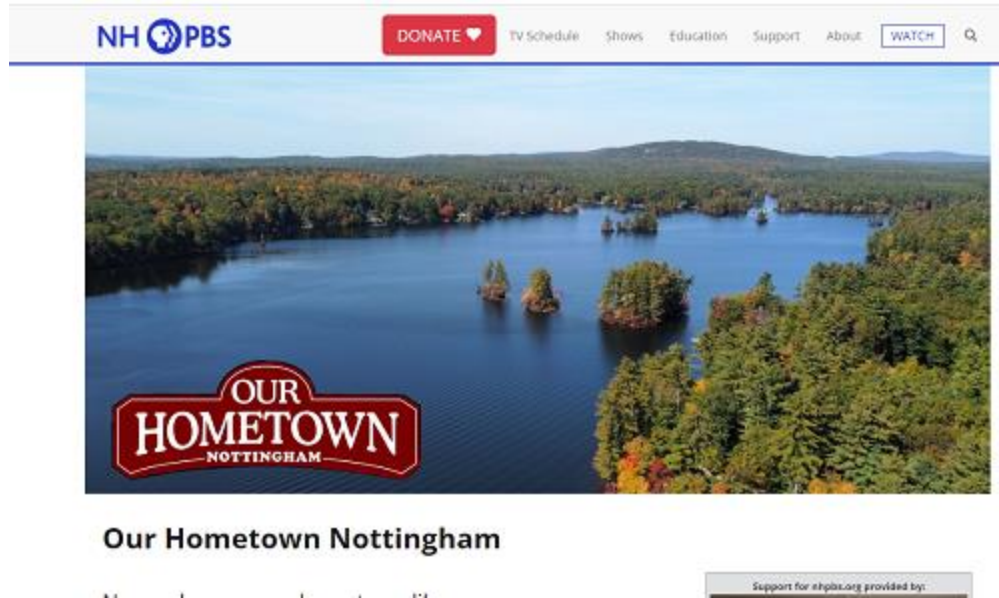 NH PBS
DONATE TV Schedule Shows Education Support About WATCH
OUR
HOMETOWN
NOTTINGHAM
Our Hometown Nottingham
Support for nhpbs.org provided by: